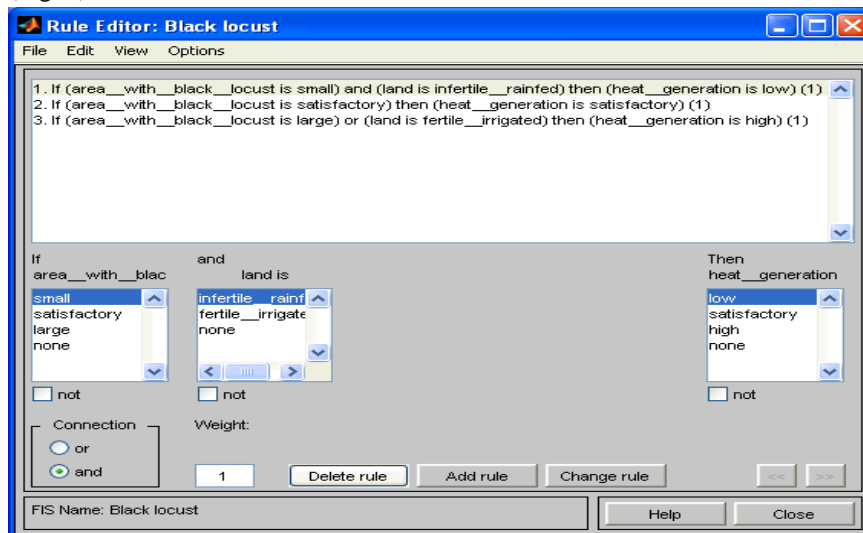 Rule Editor: Black locust
File Edit View Options
1. If (area__with__black__locust is small) and (land is infertile__rainfed) then (heat__generation is low) (1)
2. If (area__with__black__locust is satisfactory) then (heat__generation is satisfactory) (1)
3. If (area__with__black__locust is large) or (land is fertile__irrigated) then (heat__generation is high) (1)
If and Then
area__with__blac land is heat__generation
small infertile__rainf low
satisfactory fertile__irrigate satisfactory
large none high
none none
not not not
Connection Weight:
or
and 1 Delete rule Add rule Change rule << >>
FIS Name: Black locust Help Close